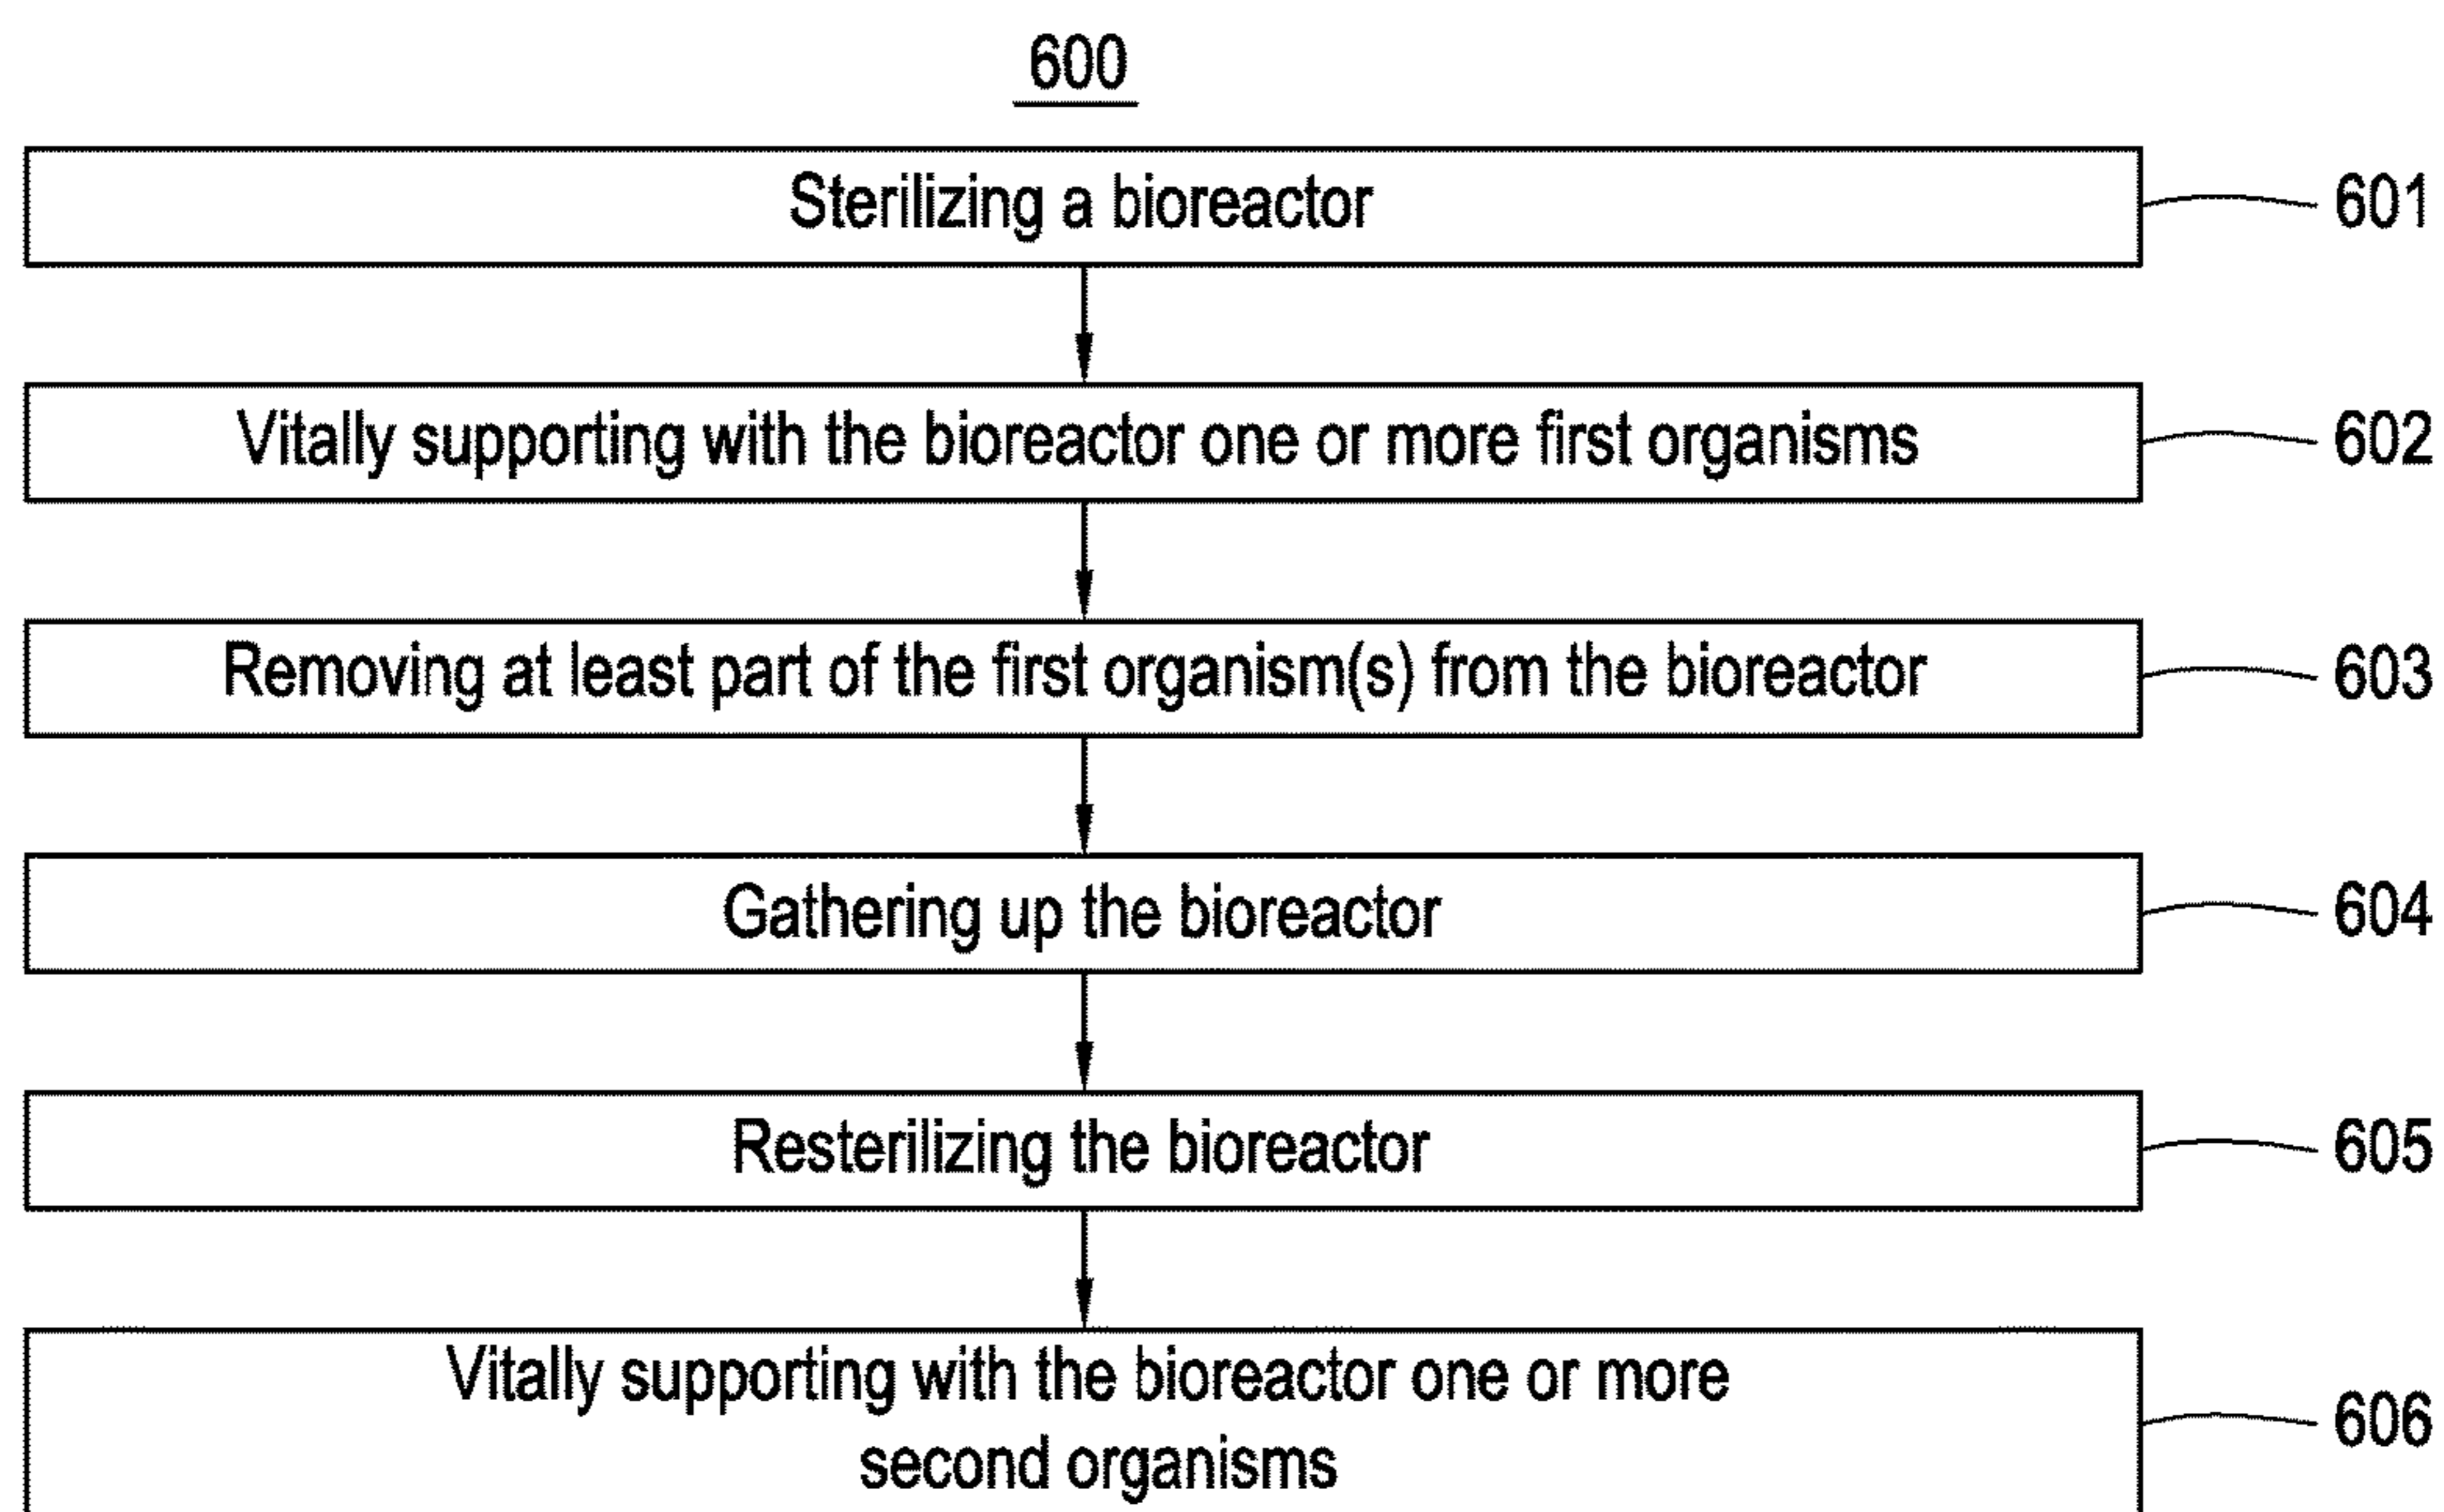 600
Sterilizing a bioreactor
601
Vitally supporting with the bioreactor one or more first organisms
602
Removing at least part of the first organism(s) from the bioreactor
603
Gathering up the bioreactor
604
Resterilizing the bioreactor
605
Vitally supporting with the bioreactor one or more
second organisms
606